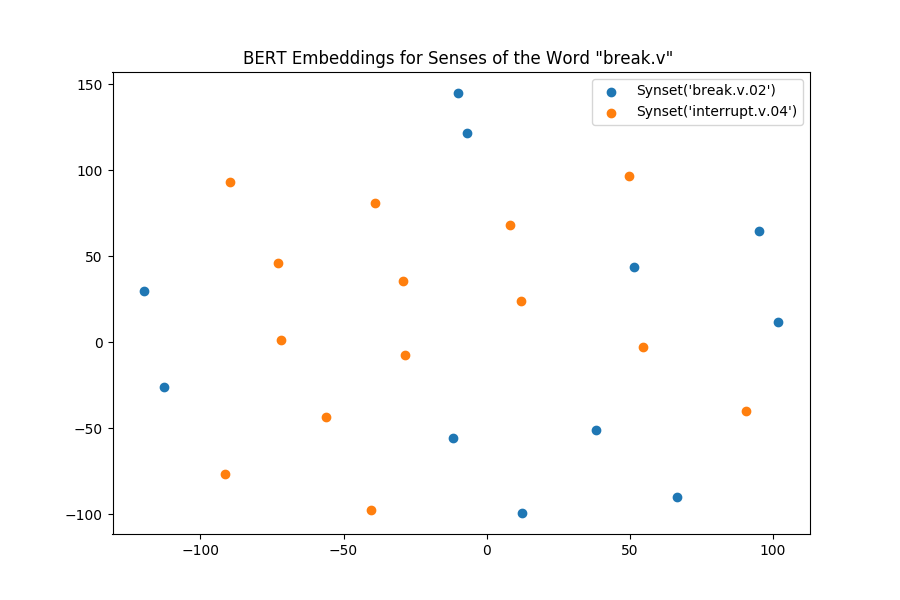 BERT Embeddings for Senses of the Word "break.v"
Synset('break.v.02')
Synset('interrupt.v.04')
150
100
50
0
−50
−100
−100 −50 0 50 100